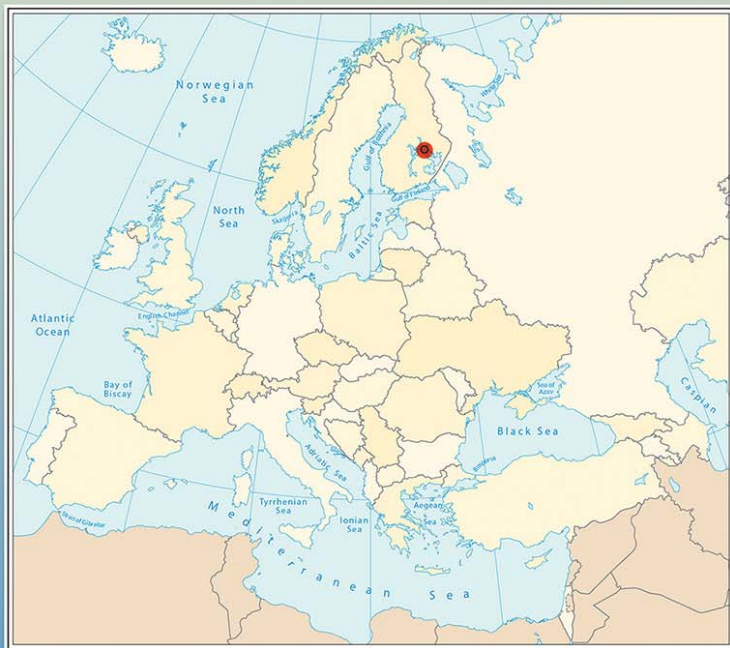 Norwegian
Sea
White Sea
Gulf of Bothnia
Gulf of Finland
North
Sea
Skagerra
Baltic Sea
English Channel
Atlantic
Ocean
Bay of
Biscay
Sea of
Azov
Caspian
Black Sea
Bosporus
Adriatic Sea
Tyrrhenian
Sea
Ionian
Sea
Aegean
Sea
Strait of Gibraltar
Mediterranean Sea